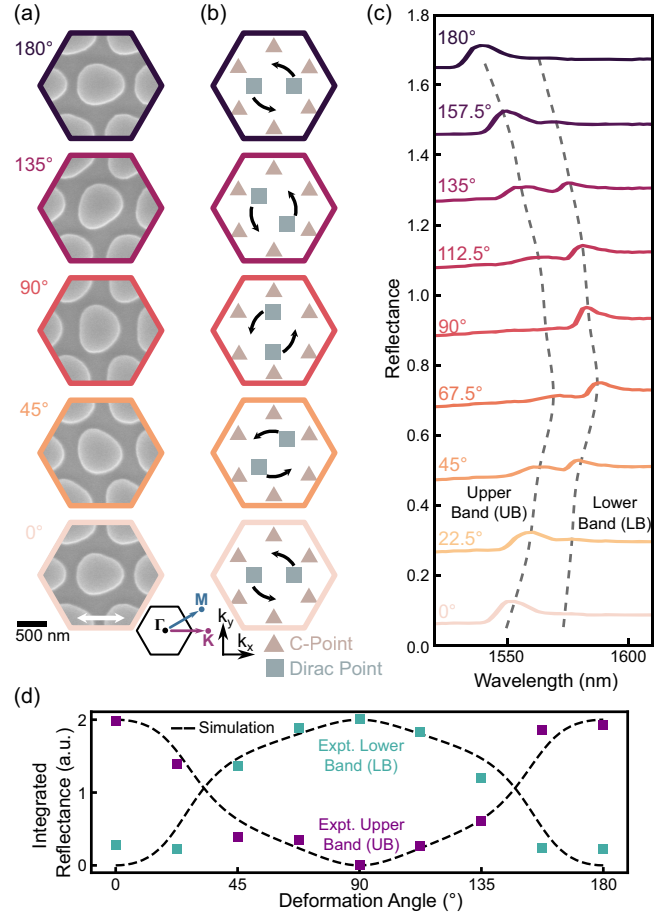 (a)
(b)
(c)
180°
135°
90°
45°
0°
500 nm
Γ
M
K
k_y
k_x
C-Point
Dirac Point
1.8
1.6
1.4
1.2
1.0
0.8
0.6
0.4
0.2
0.0
Reflectance
180°
157.5°
135°
112.5°
90°
67.5°
45°
22.5°
0°
Upper
Band (UB)
Lower
Band (LB)
1550
1600
Wavelength (nm)
(d)
2
1
0
Integrated
Reflectance (a.u.)
Simulation
Expt. Lower
Band (LB)
Expt. Upper
Band (UB)
0
45
90
135
180
Deformation Angle (°)